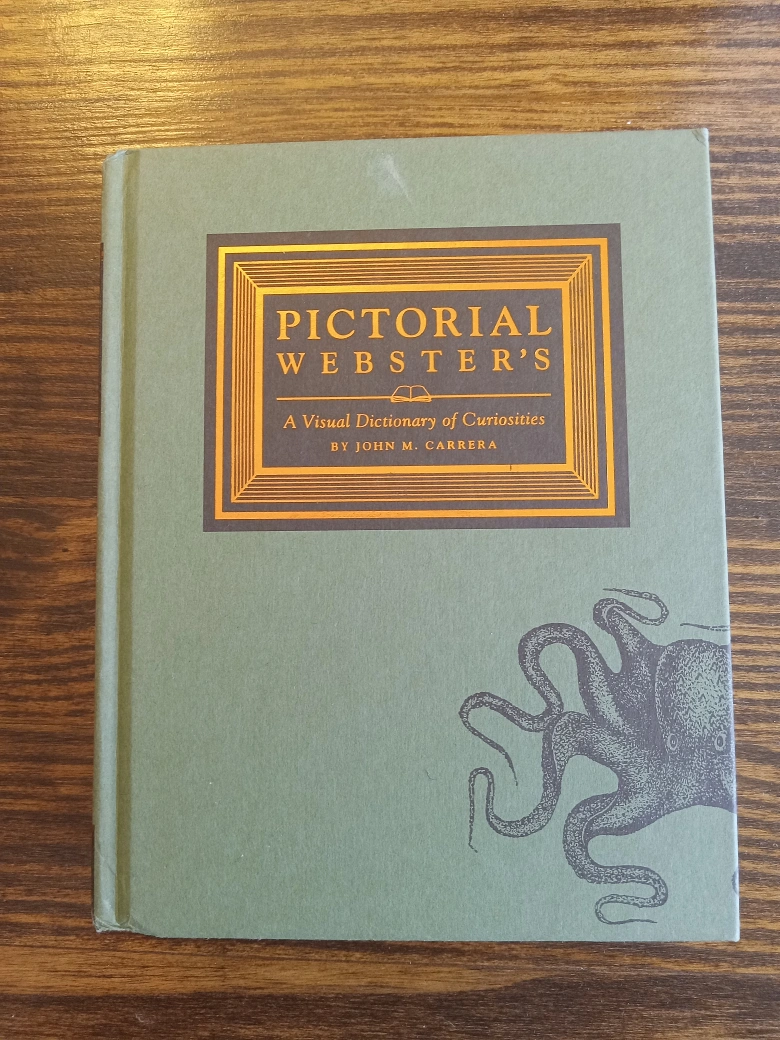 PICTORIAL
WEBSTER'S
A Visual Dictionary of Curiosities
BY JOHN M. CARRERA